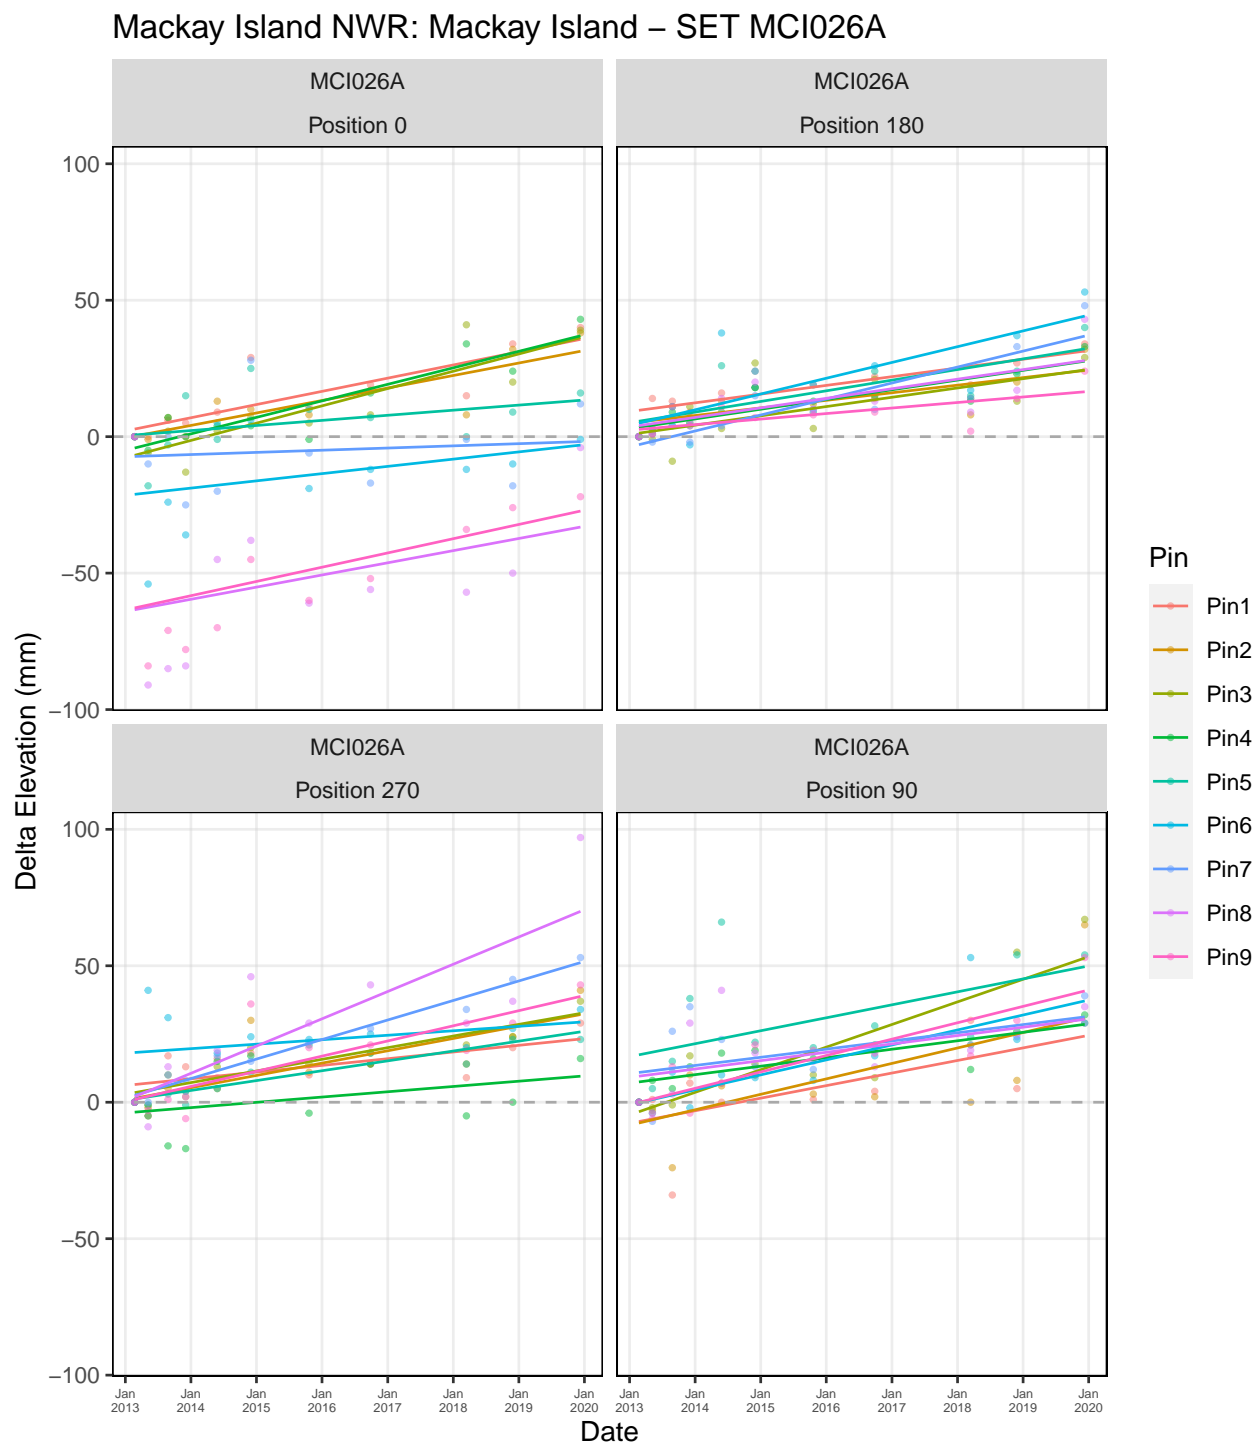 Mackay Island NWR: Mackay Island – SET MCI026A
MCI026A
Position 0
MCI026A
Position 180
100
50
0
−50
−100
MCI026A
Position 270
MCI026A
Position 90
100
50
0
−50
−100
Delta Elevation (mm)
Jan 2013
Jan 2014
Jan 2015
Jan 2016
Jan 2017
Jan 2018
Jan 2019
Jan 2020
Jan 2013
Jan 2014
Jan 2015
Jan 2016
Jan 2017
Jan 2018
Jan 2019
Jan 2020
Date
Pin
Pin1
Pin2
Pin3
Pin4
Pin5
Pin6
Pin7
Pin8
Pin9